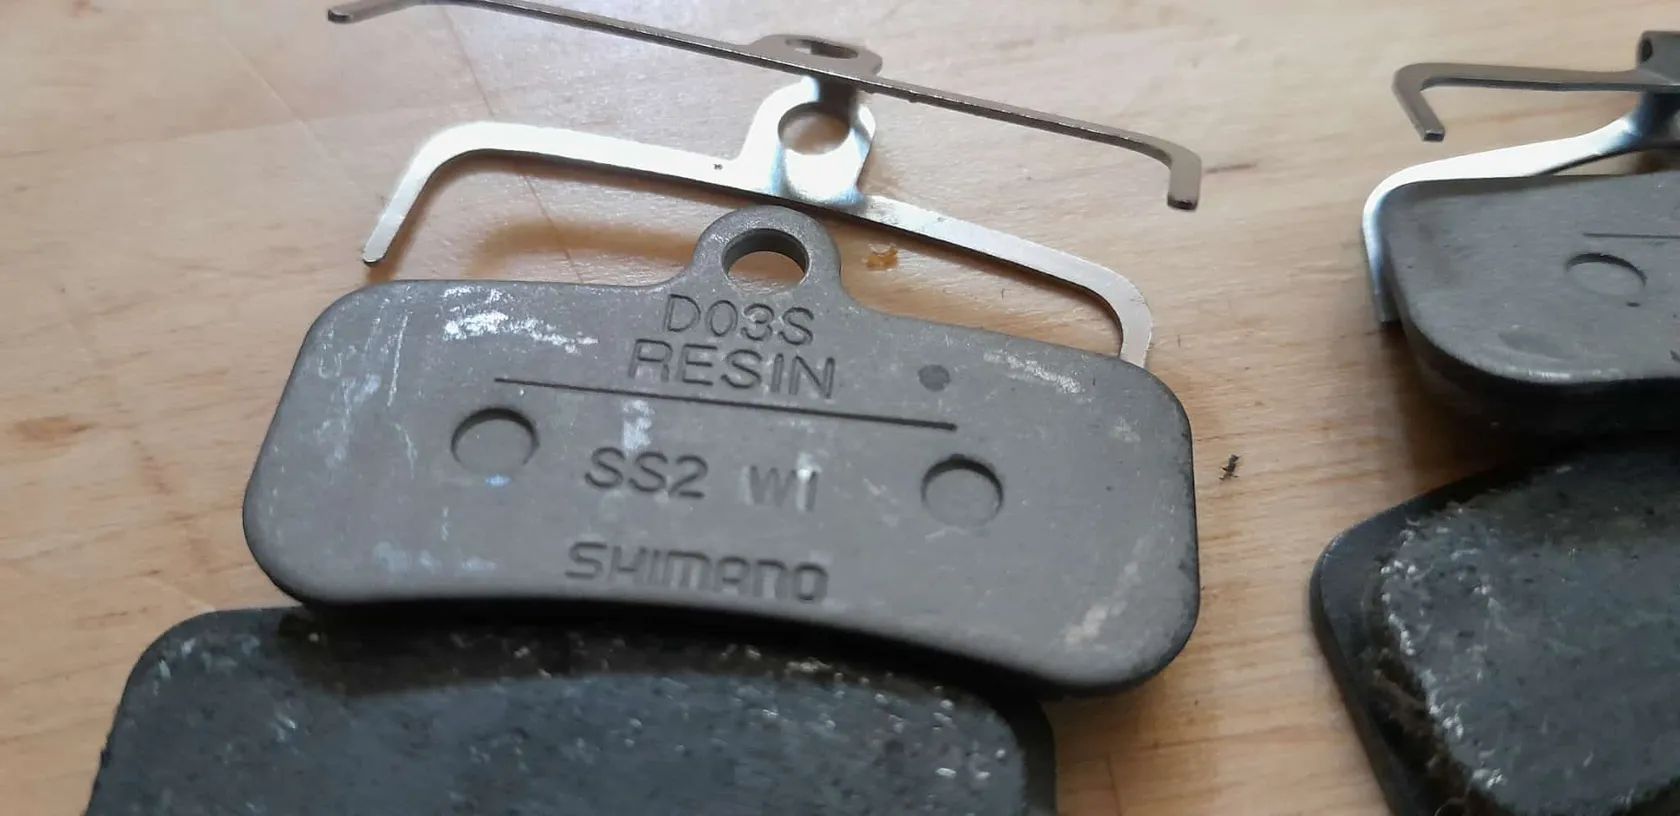 D03S
RESIN
SS2 W1
SHIMANO